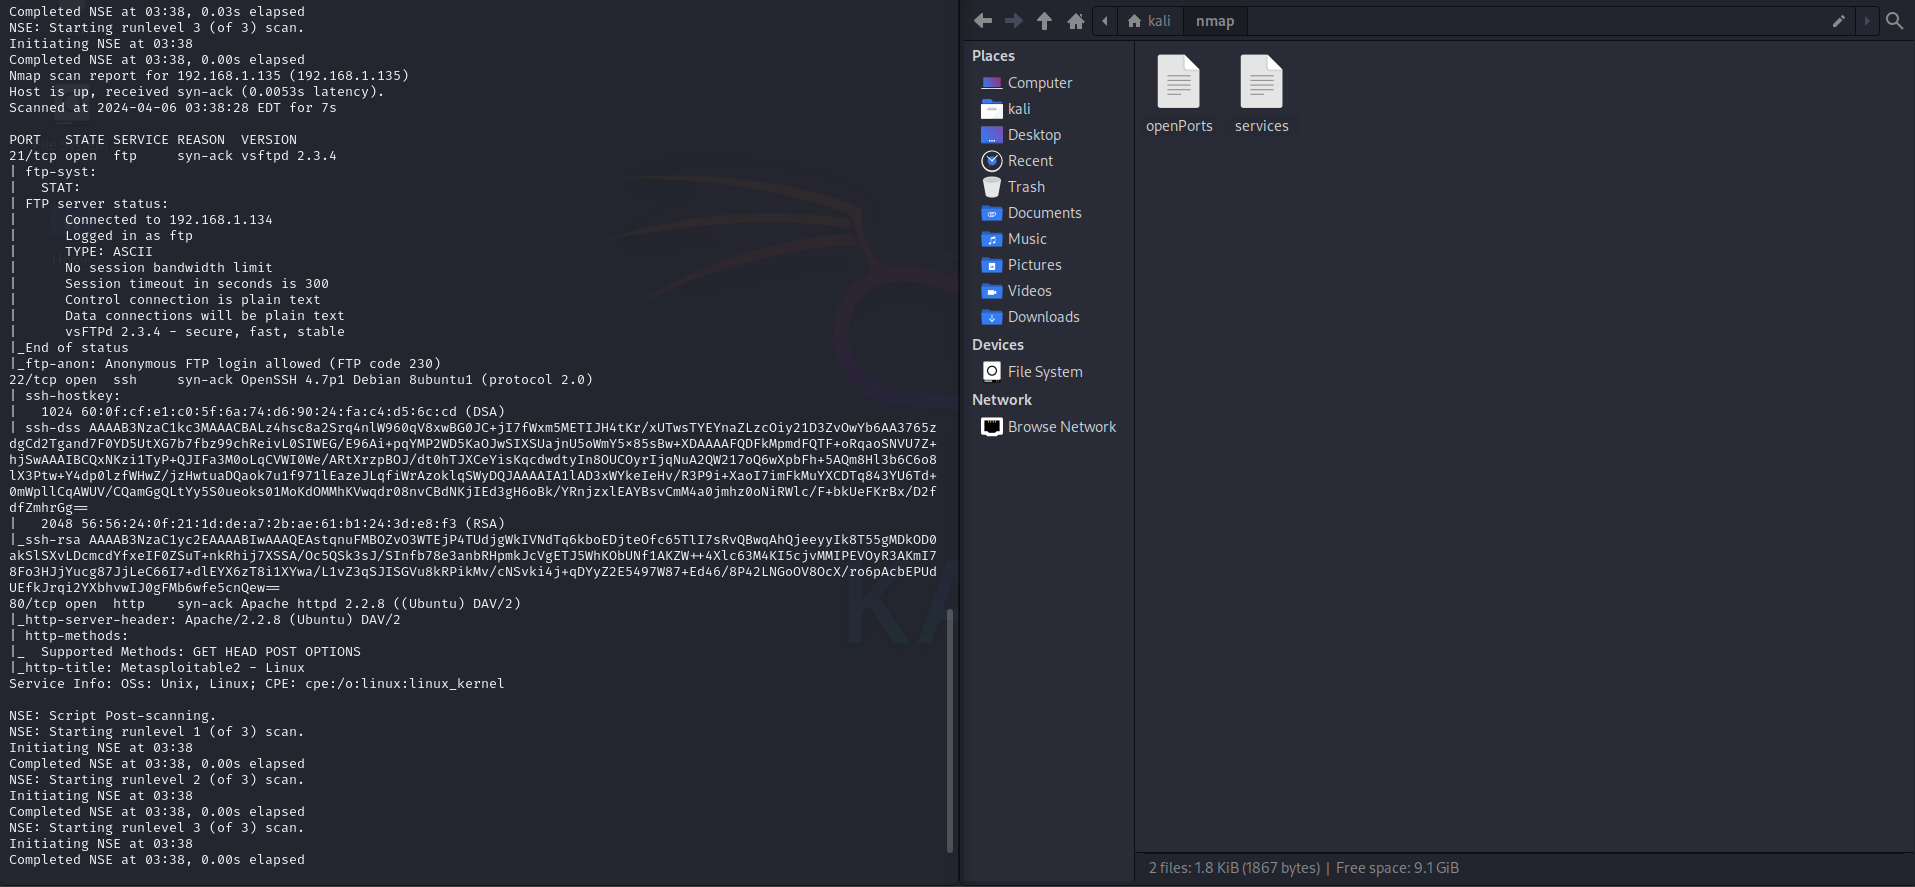 Completed NSE at 03:38, 0.03s elapsed
NSE: Starting runlevel 3 (of 3) scan.
Initiating NSE at 03:38
Completed NSE at 03:38, 0.00s elapsed
Nmap scan report for 192.168.1.135 (192.168.1.135)
Host is up, received syn-ack (0.0053s latency).
Scanned at 2024-04-06 03:38:28 EDT for 7s
PORT   STATE SERVICE REASON  VERSION
21/tcp open  ftp     syn-ack vsftpd 2.3.4
| ftp-syst:
|   STAT:
| FTP server status:
|      Connected to 192.168.1.134
|      Logged in as ftp
|      TYPE: ASCII
|      No session bandwidth limit
|      Session timeout in seconds is 300
|      Control connection is plain text
|      Data connections will be plain text
|      vsFTPd 2.3.4 - secure, fast, stable
|_End of status
|_ftp-anon: Anonymous FTP login allowed (FTP code 230)
22/tcp open  ssh     syn-ack OpenSSH 4.7p1 Debian 8ubuntu1 (protocol 2.0)
| ssh-hostkey:
|   1024 60:0f:cf:e1:c0:5f:6a:74:d6:90:24:fa:c4:d5:6c:cd (DSA)
| ssh-dss AAAAB3NzaC1kc3MAAACBALz4hsc8a2Srq4nlW960qV8xwBG0JC+jI7fWxm5METIJH4tKr/xUTwsTYEYnaZLzcOiy21D3ZvOwYb6AA3765z
dgCd2Tgand7F0YD5UtXG7b7fbz99chReivL0SIWEG/E96Ai+pqYMP2WD5KaOJwSIXSUajnU5oWmY5×85sBw+XDAAAAFQDFkMpmdFQTF+oRqaoSNVU7Z+
hjSwAAAIBCQxNKzi1TyP+QJIFa3M0oLqCVWI0We/ARtXrzpBOJ/dt0hTJXCeYisKqcdwdtyIn8OUCOyrIjqNuA2QW217oQ6wXpbFh+5AQm8Hl3b6C6o8
lX3Ptw+Y4dp0lzfWHwZ/jzHwtuaDQaok7u1f971lEazeJLqfiWrAzoklqSWyDQJAAAAIA1lAD3xWYkeIeHv/R3P9i+XaoI7imFkMuYXCDTq843YU6Td+
0mWpllCqAWUV/CQamGgQLtYy5S0ueoks01MoKdOMMhKVwqdr08nvCBdNKjIEd3gH6oBk/YRnjzxlEAYBsvCmM4a0jmhz0oNiRWlc/F+bkUeFKrBx/D2f
dfZmhrGg==
|   2048 56:56:24:0f:21:1d:de:a7:2b:ae:61:b1:24:3d:e8:f3 (RSA)
|_ssh-rsa AAAAB3NzaC1yc2EAAAABIwAAAQEAstqnuFMBOZvO3WTEjP4TUdjgWkIVNdTq6kboEDjteOfc65TlI7sRvQBwqAhQjeeyyIk8T55gMDkOD0
akSlSXvLDcmcdYfxeIF0ZSuT+nkRhij7XSSA/Oc5QSk3sJ/SInfb78e3anbRHpmkJcVgETJ5WhKObUNf1AKZW++4Xlc63M4KI5cjvMMIPEVOyR3AKmI7
8Fo3HJjYucg87JjLeC66I7+dlEYX6zT8i1XYwa/L1vZ3qSJISGVu8kRPikMv/cNSvki4j+qDYyZ2E5497W87+Ed46/8P42LNGoOV8OcX/ro6pAcbEPUd
UEfkJrqi2YXbhvwIJ0gFMb6wfe5cnQew==
80/tcp open  http    syn-ack Apache httpd 2.2.8 ((Ubuntu) DAV/2)
|_http-server-header: Apache/2.2.8 (Ubuntu) DAV/2
| http-methods:
|_  Supported Methods: GET HEAD POST OPTIONS
|_http-title: Metasploitable2 - Linux
Service Info: OSs: Unix, Linux; CPE: cpe:/o:linux:linux_kernel
NSE: Script Post-scanning.
NSE: Starting runlevel 1 (of 3) scan.
Initiating NSE at 03:38
Completed NSE at 03:38, 0.00s elapsed
NSE: Starting runlevel 2 (of 3) scan.
Initiating NSE at 03:38
Completed NSE at 03:38, 0.00s elapsed
NSE: Starting runlevel 3 (of 3) scan.
Initiating NSE at 03:38
Completed NSE at 03:38, 0.00s elapsed
KA
kali nmap
Places
Computer
kali
Desktop
Recent
Trash
Documents
Music
Pictures
Videos
Downloads
Devices
File System
Network
Browse Network
openPorts services
2 files: 1.8 KiB (1867 bytes) | Free space: 9.1 GiB